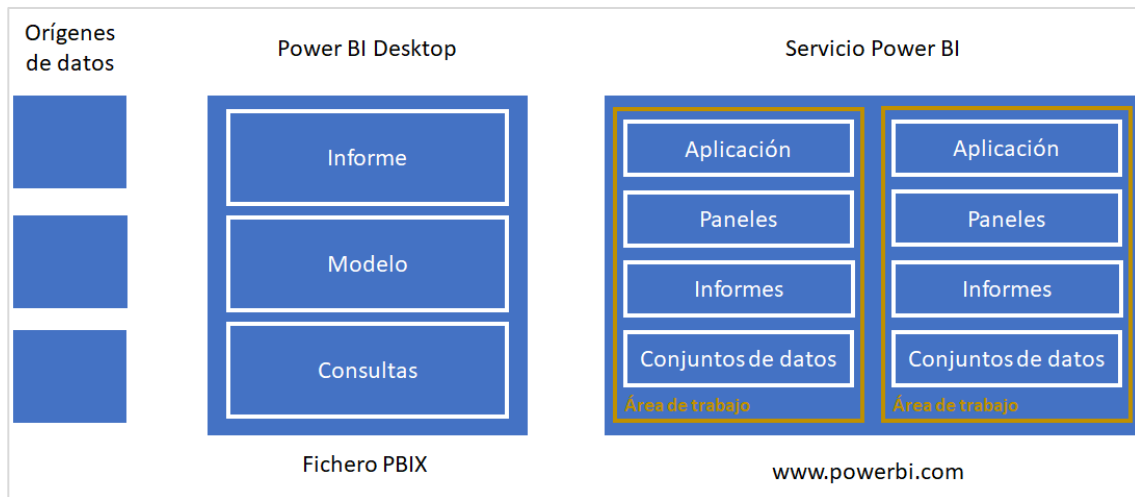 Orígenes
de datos
Power BI Desktop
Servicio Power BI
Informe
Modelo
Consultas
Fichero PBIX
Aplicación
Paneles
Informes
Conjuntos de datos
Área de trabajo
Aplicación
Paneles
Informes
Conjuntos de datos
Área de trabajo
www.powerbi.com